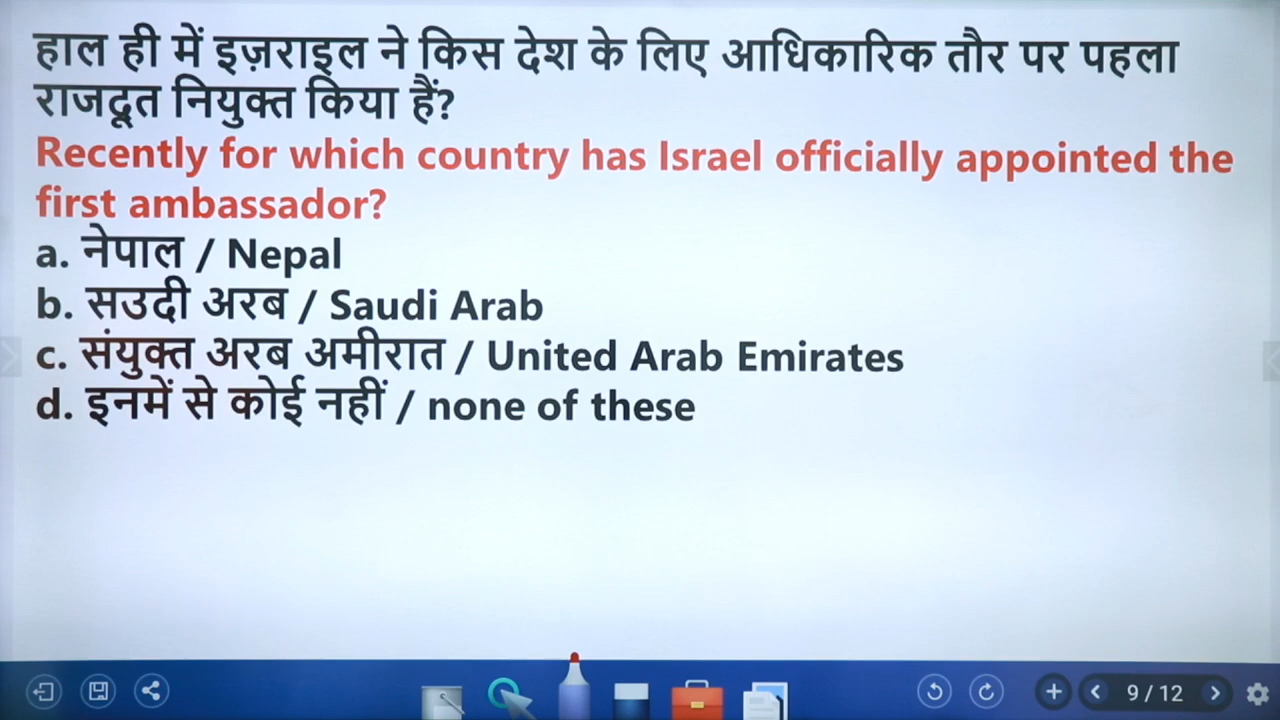 हाल ही में इज़राइल ने किस देश के लिए आधिकारिक तौर पर पहला
राजदूत नियुक्त किया हैं?
Recently for which country has Israel officially appointed the
first ambassador?
a. नेपाल / Nepal
b. सउदी अरब / Saudi Arab
c. संयुक्त अरब अमीरात / United Arab Emirates
d. इनमें से कोई नहीं / none of these
9 / 12